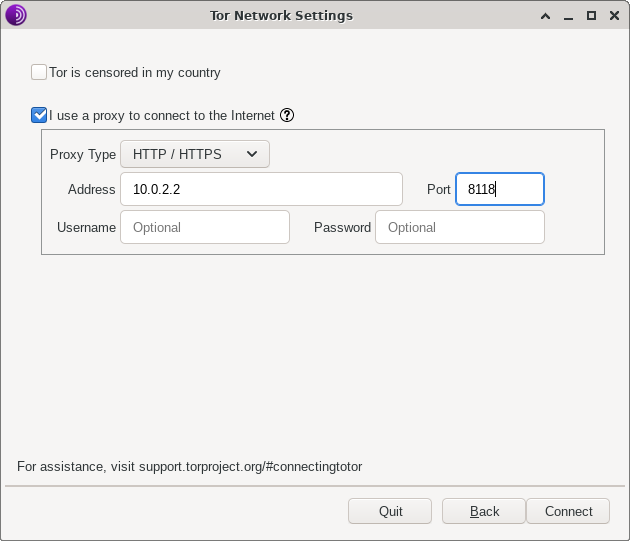 Tor Network Settings
Tor is censored in my country
I use a proxy to connect to the Internet ?
Proxy Type HTTP / HTTPS
Address 10.0.2.2 Port 8118
Username Optional Password Optional
For assistance, visit support.torproject.org/#connectingtotor
Quit Back Connect